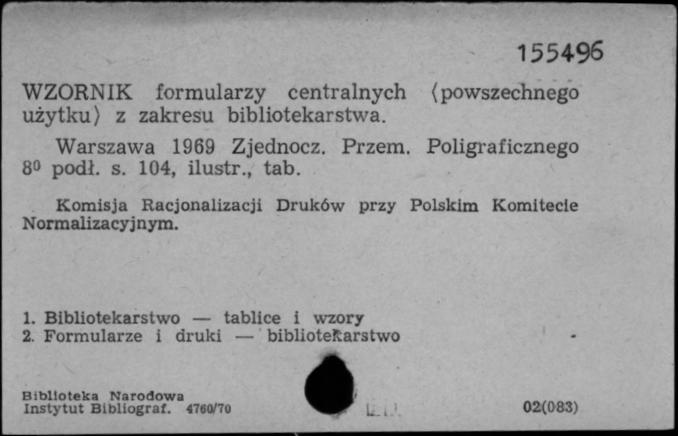 155496
WZORNIK formularzy centralnych ⟨powszechnego
użytku⟩ z zakresu bibliotekarstwa.
Warszawa 1969 Zjednocz. Przem. Poligraficznego
8⁰ podł. s. 104, ilustr., tab.
Komisja Racjonalizacji Druków przy Polskim Komitecie
Normalizacyjnym.
1. Bibliotekarstwo — tablice i wzory
2. Formularze i druki — bibliotekarstwo
Biblioteka Narodowa
Instytut Bibliograf. 4760/70
02(083)